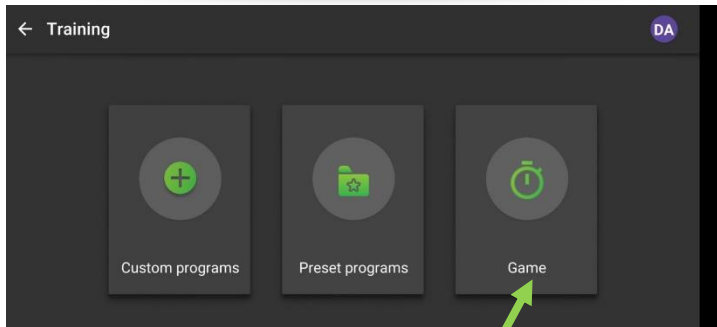 Training
DA
Custom programs
Preset programs
Game